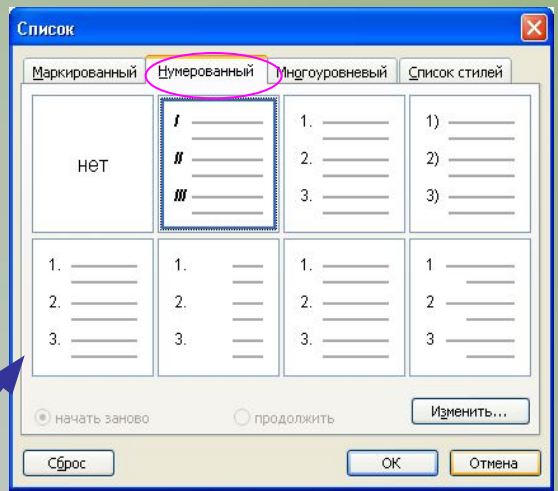 Список
Маркированный Нумерованный Многоуровневый Список стилей
нет
I
II
III
1.
2.
3.
1)
2)
3)
1.
2.
3.
1.
2.
3.
1.
2.
3.
1
2
3
начать заново продолжить Изменить...
Сброс ОК Отмена